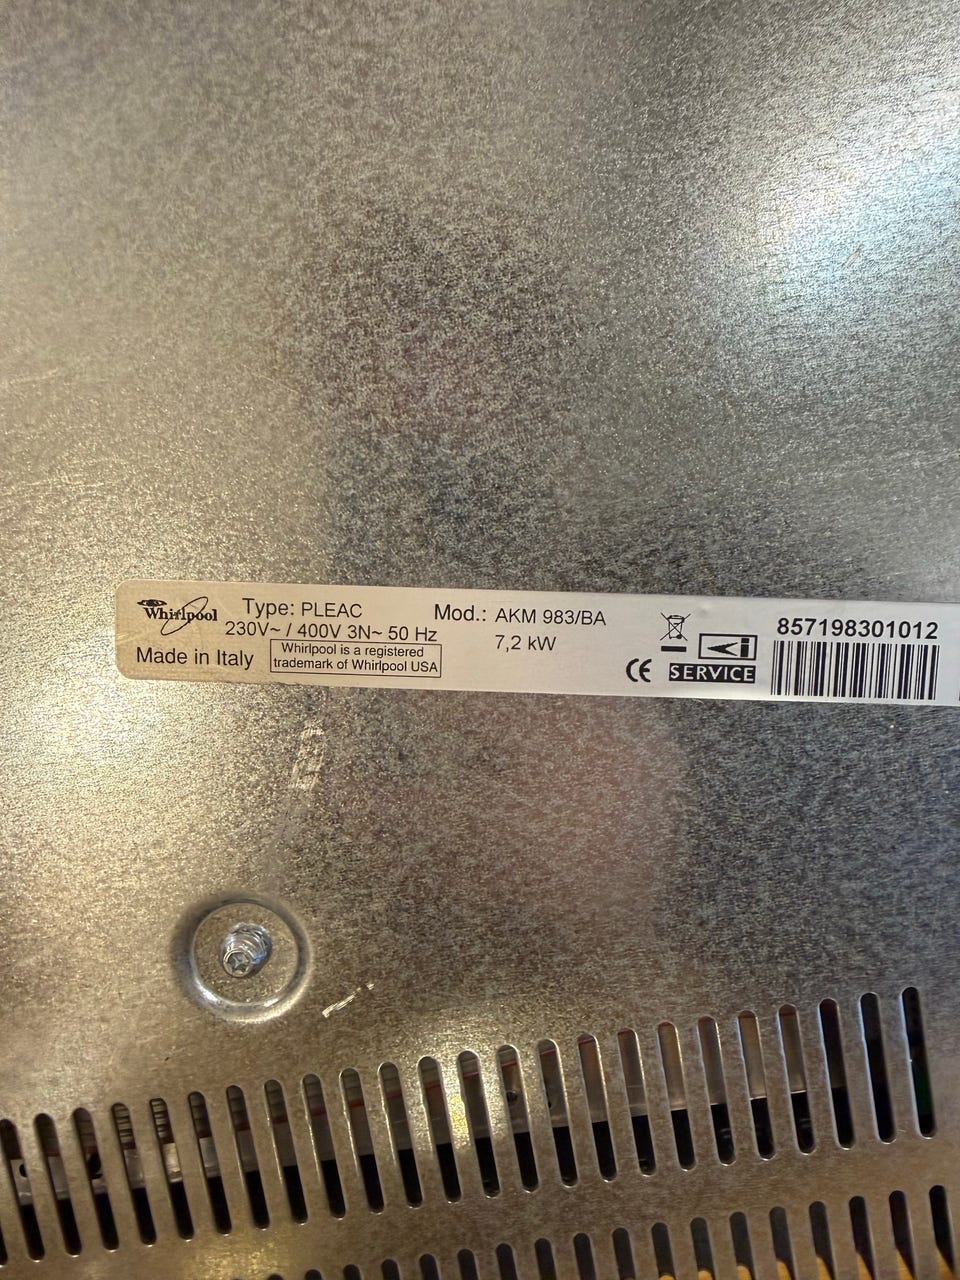 Whirlpool Type: PLEAC Mod.: AKM 983/BA 857198301012
230V~ / 400V 3N~ 50 Hz 7,2 kW
Made in Italy
Whirlpool is a registered
trademark of Whirlpool USA
CE SERVICE